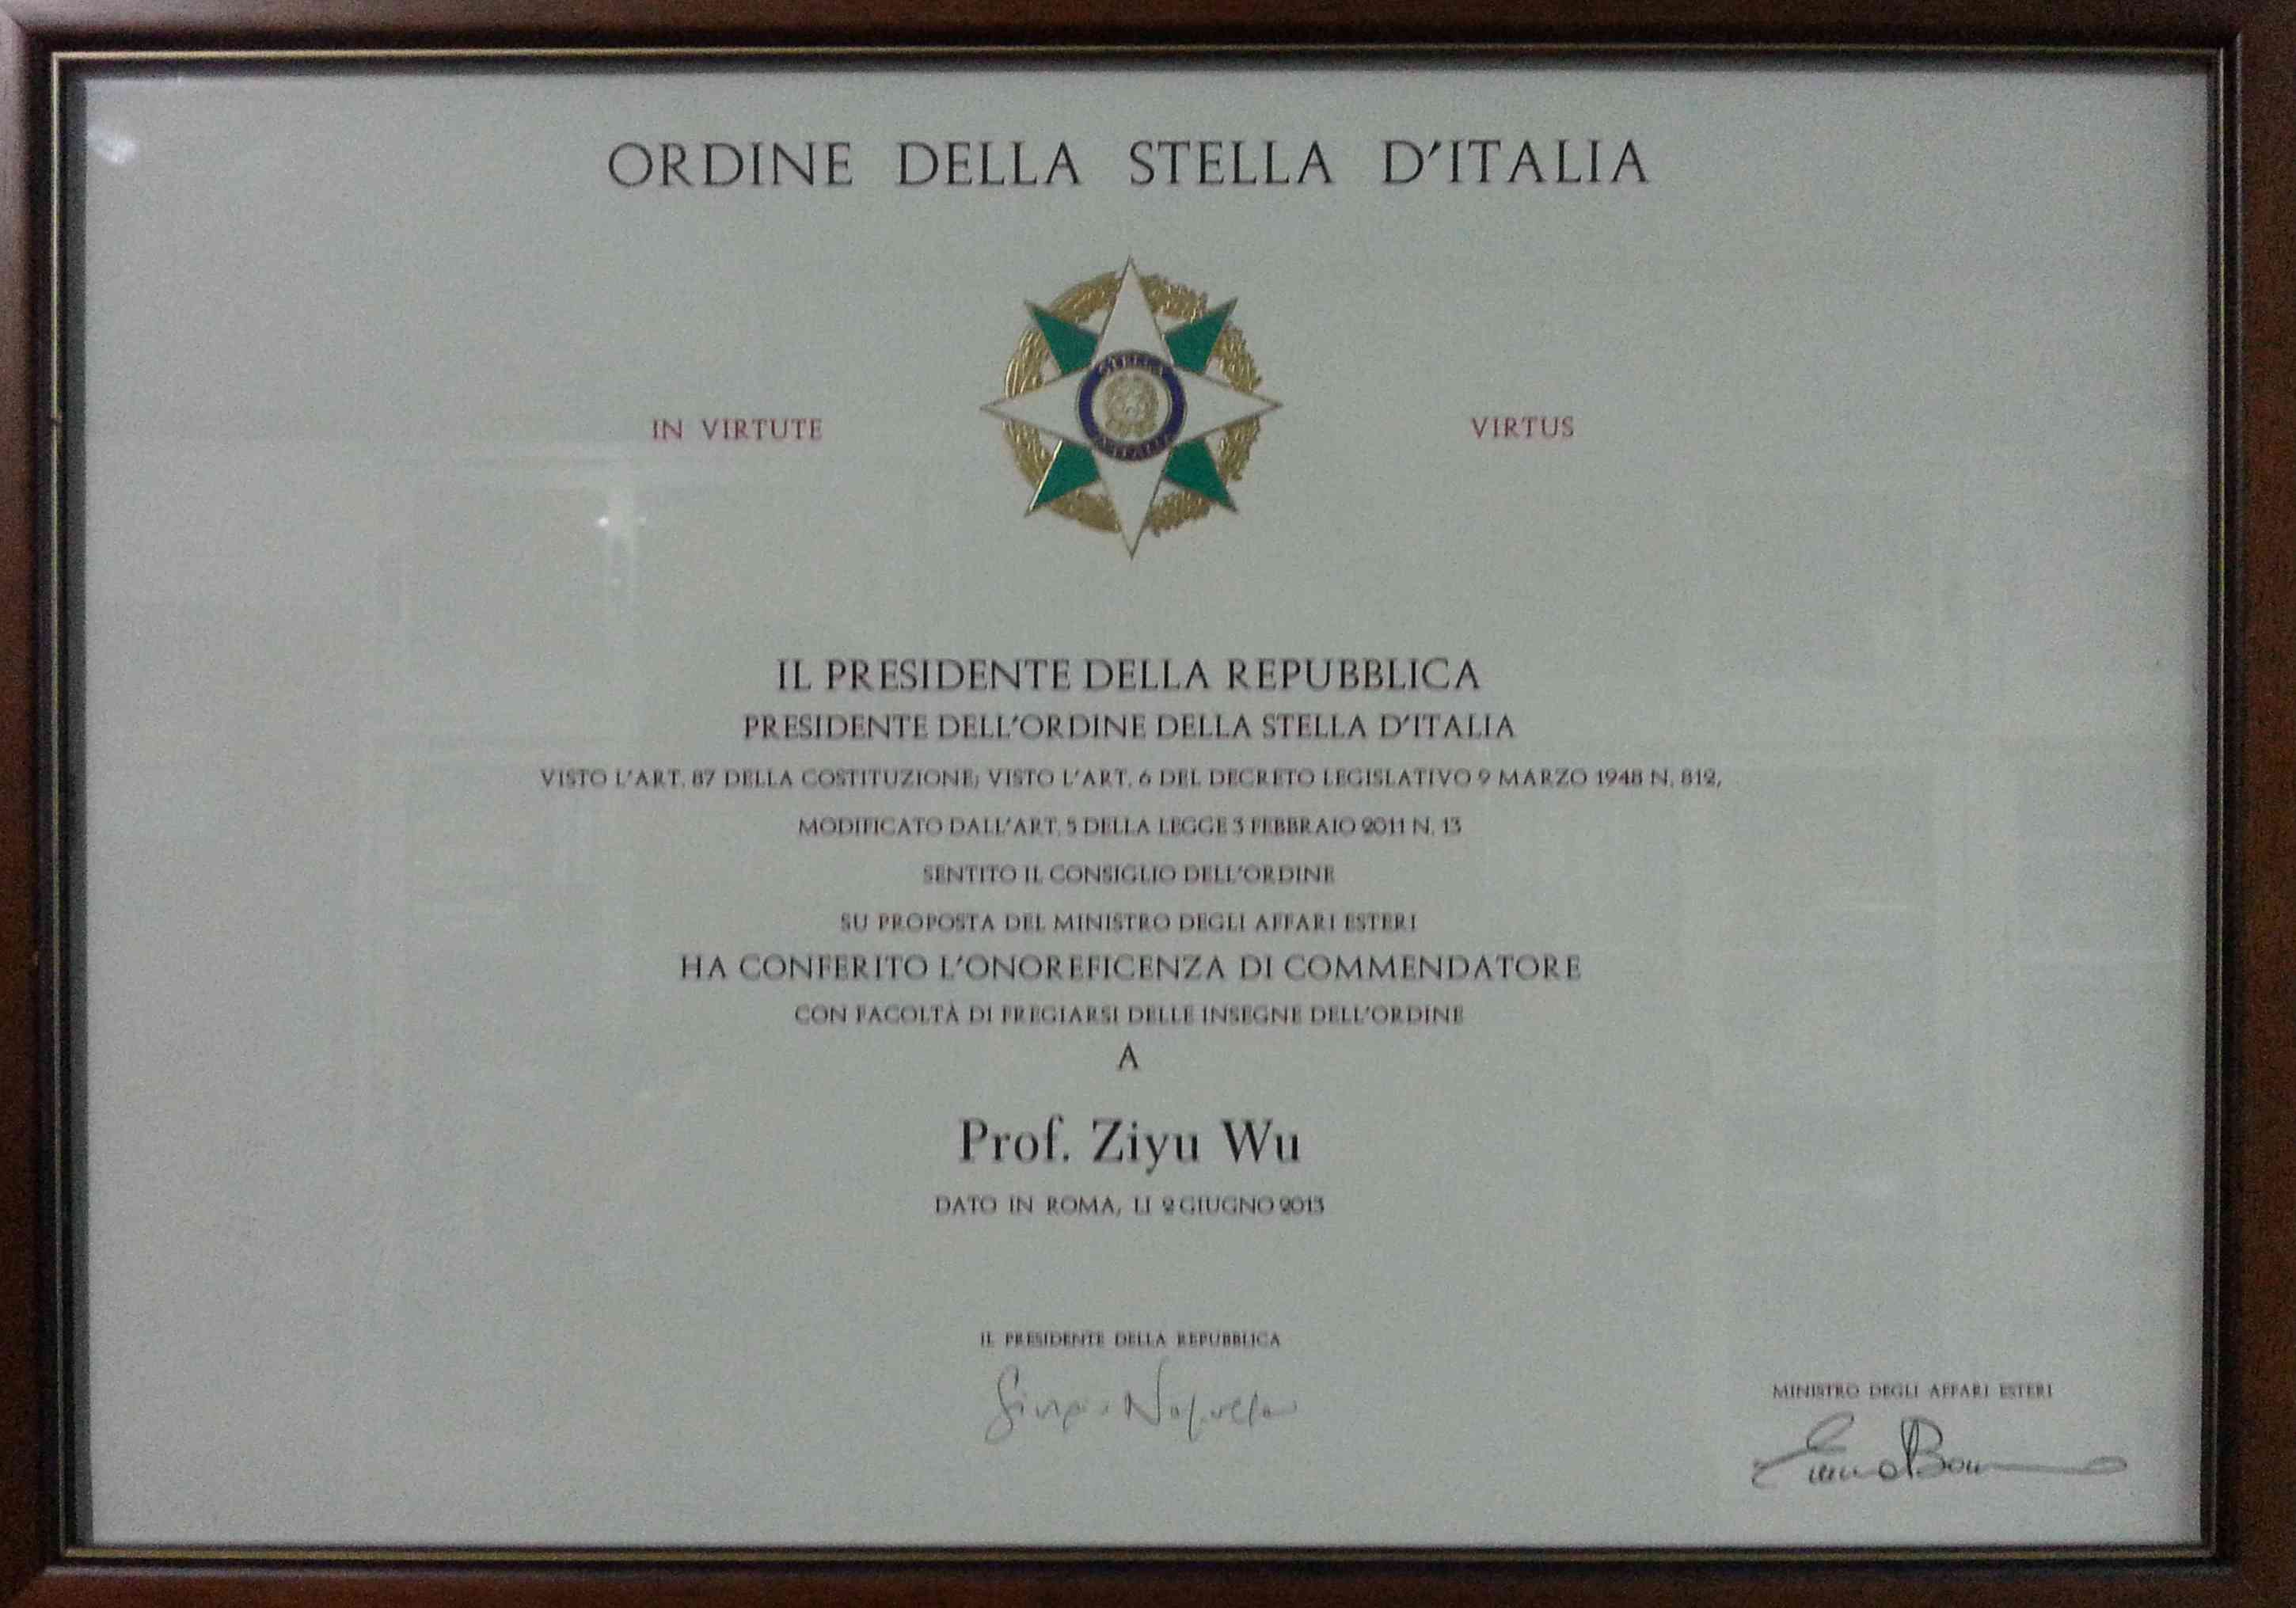 ORDINE DELLA STELLA D'ITALIA
STELLA
D'ITALIA
IN VIRTUTE VIRTUS
IL PRESIDENTE DELLA REPUBBLICA
PRESIDENTE DELL'ORDINE DELLA STELLA D'ITALIA
VISTO L'ART. 87 DELLA COSTITUZIONE; VISTO L'ART. 6 DEL DECRETO LEGISLATIVO 9 MARZO 1948 N. 812,
MODIFICATO DALL'ART. 5 DELLA LEGGE 3 FEBBRAIO 2011 N. 13
SENTITO IL CONSIGLIO DELL'ORDINE
SU PROPOSTA DEL MINISTRO DEGLI AFFARI ESTERI
HA CONFERITO L'ONOREFICENZA DI COMMENDATORE
CON FACOLTÀ DI FREGIARSI DELLE INSEGNE DELL'ORDINE
A
Prof. Ziyu Wu
DATO IN ROMA, LI 2 GIUGNO 2013
IL PRESIDENTE DELLA REPUBBLICA
MINISTRO DEGLI AFFARI ESTERI